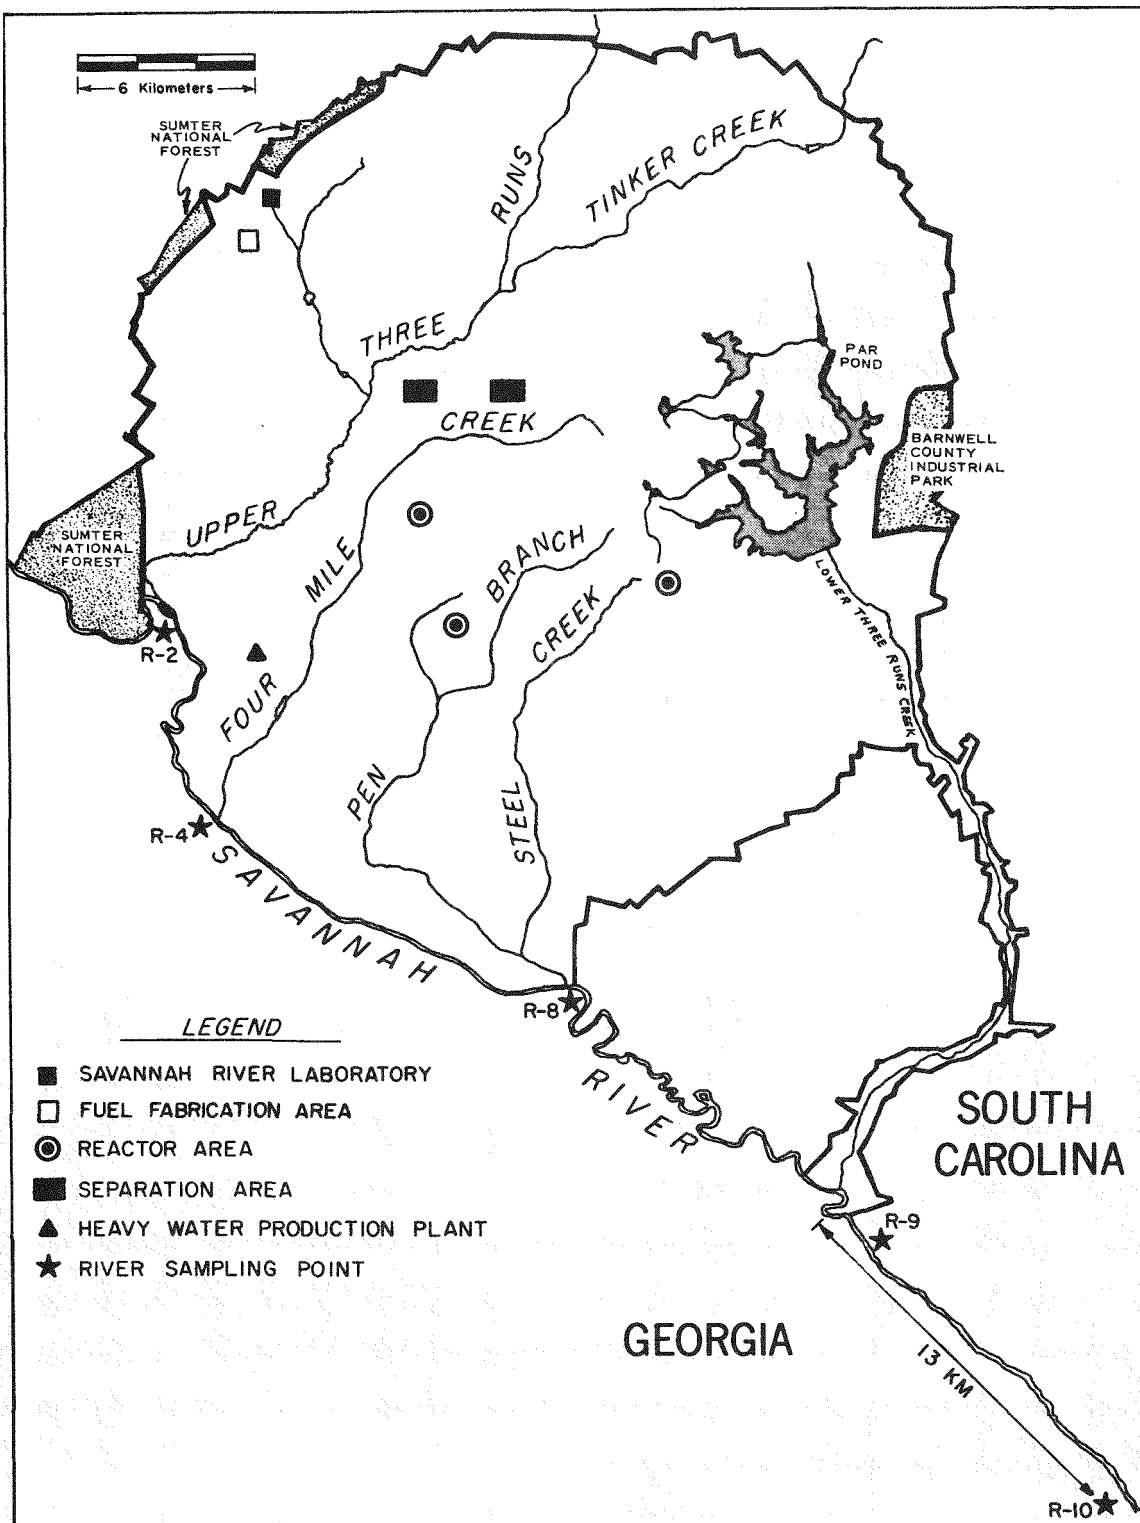 6 Kilometers
SUMTER
NATIONAL
FOREST
RUNS
TINKER CREEK
THREE
PAR
POND
CREEK
BARNWELL
COUNTY
INDUSTRIAL
PARK
UPPER
SUMTER
NATIONAL
FOREST
MILE
BRANCH
CREEK
LOWER THREE RUNS CREEK
R-2
FOUR
PEN
STEEL
R-4
SAVANNAH
R-8
RIVER
LEGEND
SAVANNAH RIVER LABORATORY
FUEL FABRICATION AREA
REACTOR AREA
SEPARATION AREA
HEAVY WATER PRODUCTION PLANT
RIVER SAMPLING POINT
SOUTH
CAROLINA
R-9
GEORGIA
13 KM
R-10